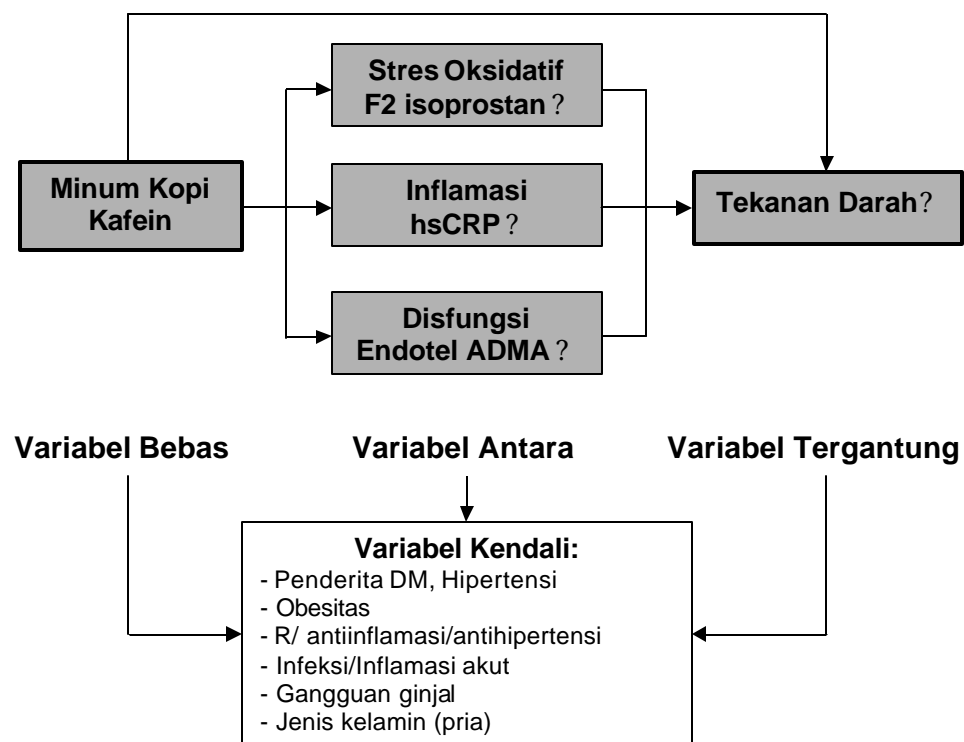 Stres Oksidatif
F2 isoprostan ?
Minum Kopi
Kafein
Inflamasi
hsCRP ?
Tekanan Darah?
Disfungsi
Endotel ADMA ?
Variabel Bebas
Variabel Antara
Variabel Tergantung
Variabel Kendali:
- Penderita DM, Hipertensi
- Obesitas
- R/ antiinflamasi/antihipertensi
- Infeksi/Inflamasi akut
- Gangguan ginjal
- Jenis kelamin (pria)